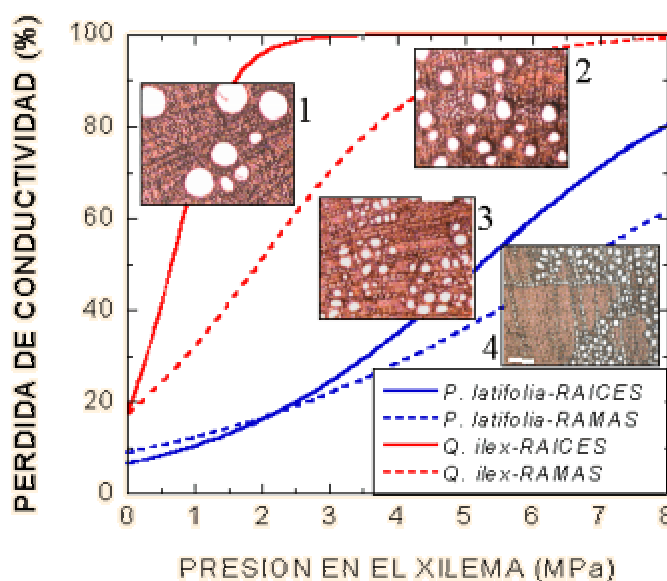 PERDIDA DE CONDUCTIVIDAD (%)
100
80
60
40
20
0
1
2
3
4
P. latifolia-RAICES
P. latifolia-RAMAS
Q. ilex-RAICES
Q. ilex-RAMAS
0 1 2 3 4 5 6 7 8
PRESION EN EL XILEMA (MPa)